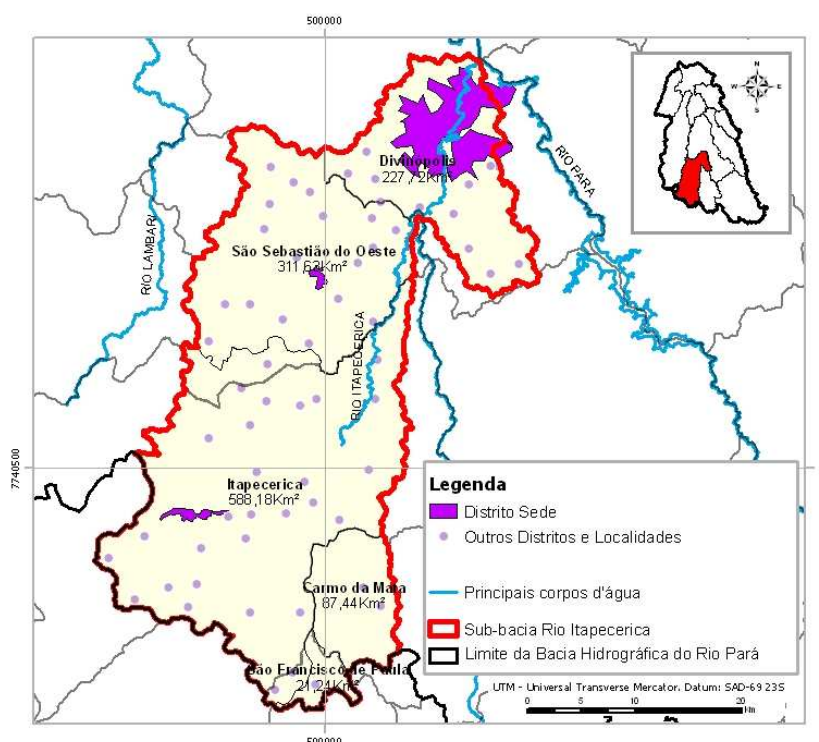 500000
N
W E
S
RIO PARÁ
Divinópolis
227,72Km²
RIO LAMBARI
São Sebastião do Oeste
311,63Km²
RIO ITAPECERICA
7740500
Itapecerica
588,18Km²
Carmo da Mata
87,44Km²
São Francisco de Paula
21,24Km²
Legenda
Distrito Sede
Outros Distritos e Localidades
Principais corpos d'água
Sub-bacia Rio Itapecerica
Limite da Bacia Hidrográfica do Rio Pará
UTM - Universal Transverse Mercator. Datum: SAD-69 23S
0 5 10 20
Km
500000